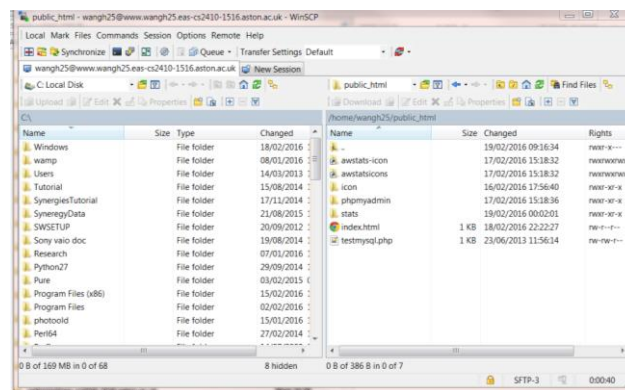 public_html - wangh25@www.wangh25.eas-cs2410-1516.aston.ac.uk - WinSCP
Local Mark Files Commands Session Options Remote Help
Synchronize Queue Transfer Settings Default
wangh25@www.wangh25.eas-cs2410-1516.aston.ac.uk New Session
C: Local Disk public_html Find Files
Upload Edit Properties Download Edit Properties
C:\ /home/wangh25/public_html
Name Size Type Changed Name Size Changed Rights
Windows File folder 18/02/2016 .. 19/02/2016 09:16:34 rwxr-x---
wamp File folder 08/01/2016 awstats-icon 17/02/2016 15:18:32 rwxrwxrwx
Users File folder 14/03/2013 awstatsicons 17/02/2016 15:18:32 rwxrwxrwx
Tutorial File folder 15/08/2014 icon 16/02/2016 17:56:40 rwxr-xr-x
SynergiesTutorial File folder 17/11/2014 phpmyadmin 17/02/2016 15:18:36 rwxr-xr-x
SyneregyData File folder 21/08/2015 stats 19/02/2016 00:02:01 rwxr-xr-x
SWSETUP File folder 20/09/2012 index.html 1 KB 18/02/2016 22:22:27 rw-r--r--
Sony vaio doc File folder 19/08/2014 testmysql.php 1 KB 23/06/2013 11:56:14 rw-rw-r--
Research File folder 07/01/2016
Python27 File folder 29/09/2014
Pure File folder 03/02/2015
Program Files (x86) File folder 15/02/2016
Program Files File folder 02/02/2016
photoold File folder 15/01/2016
Perl64 File folder 27/02/2014
0 B of 169 MB in 0 of 68 8 hidden 0 B of 386 B in 0 of 7
SFTP-3 0:00:40